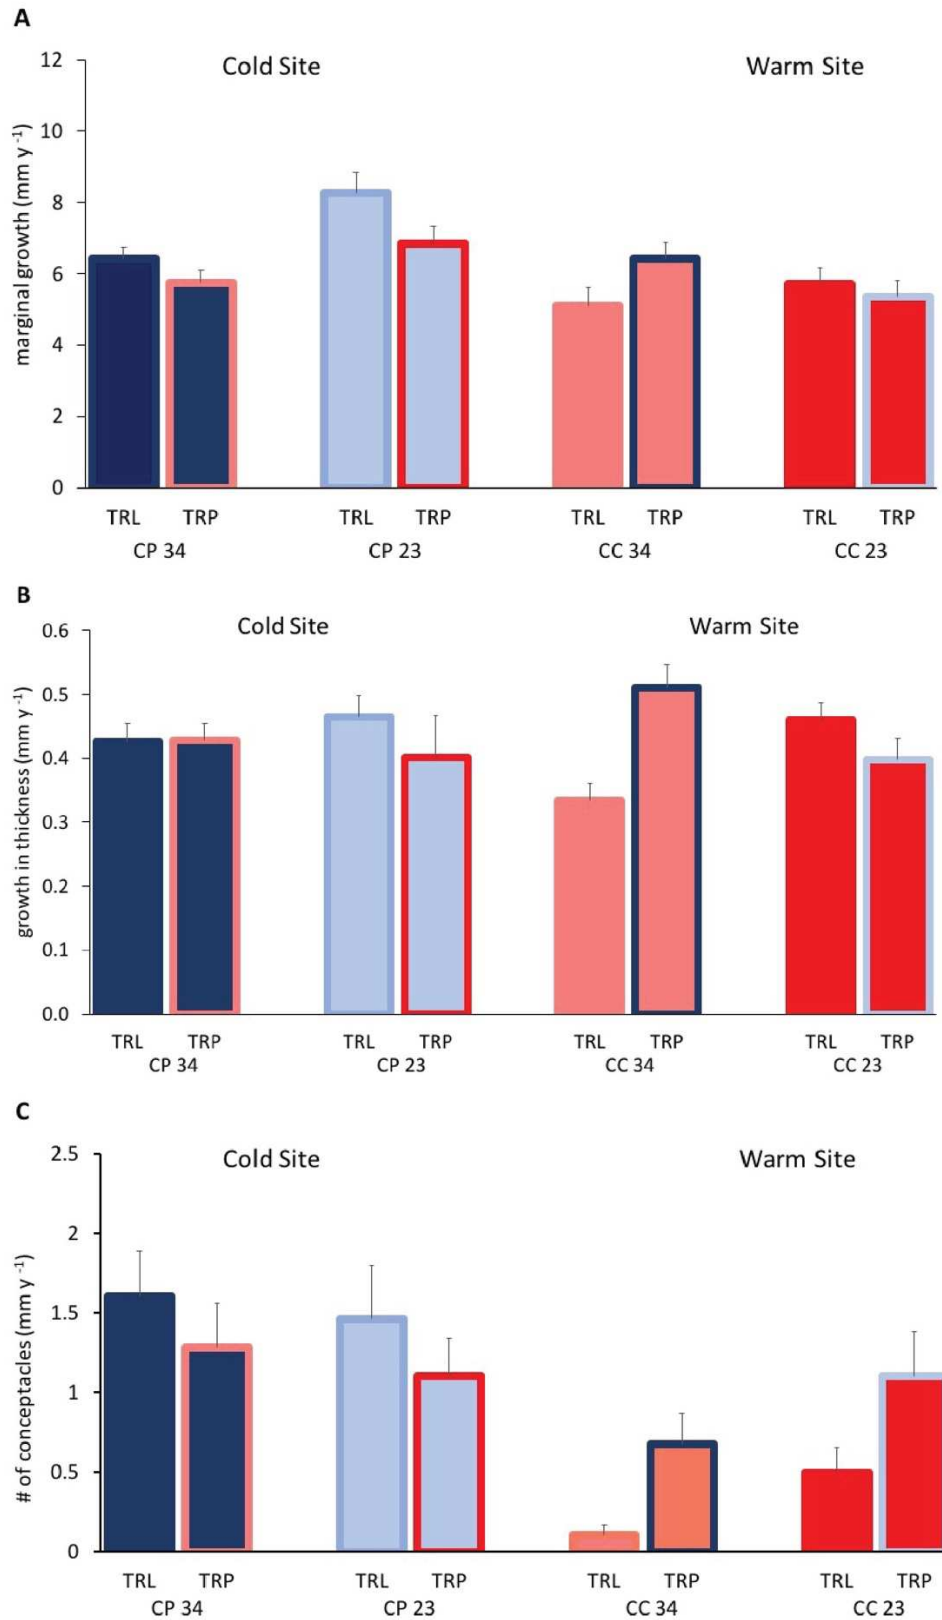 A
Cold Site Warm Site
marginal growth (mm y -1)
12
10
8
6
4
2
0
TRL TRP TRL TRP TRL TRP TRL TRP
CP 34 CP 23 CC 34 CC 23
B
Cold Site Warm Site
growth in thickness (mm y-1)
0.6
0.5
0.4
0.3
0.2
0.1
0.0
TRL TRP TRL TRP TRL TRP TRL TRP
CP 34 CP 23 CC 34 CC 23
C
Cold Site Warm Site
# of conceptacles (mm y -1)
2.5
2
1.5
1
0.5
0
TRL TRP TRL TRP TRL TRP TRL TRP
CP 34 CP 23 CC 34 CC 23